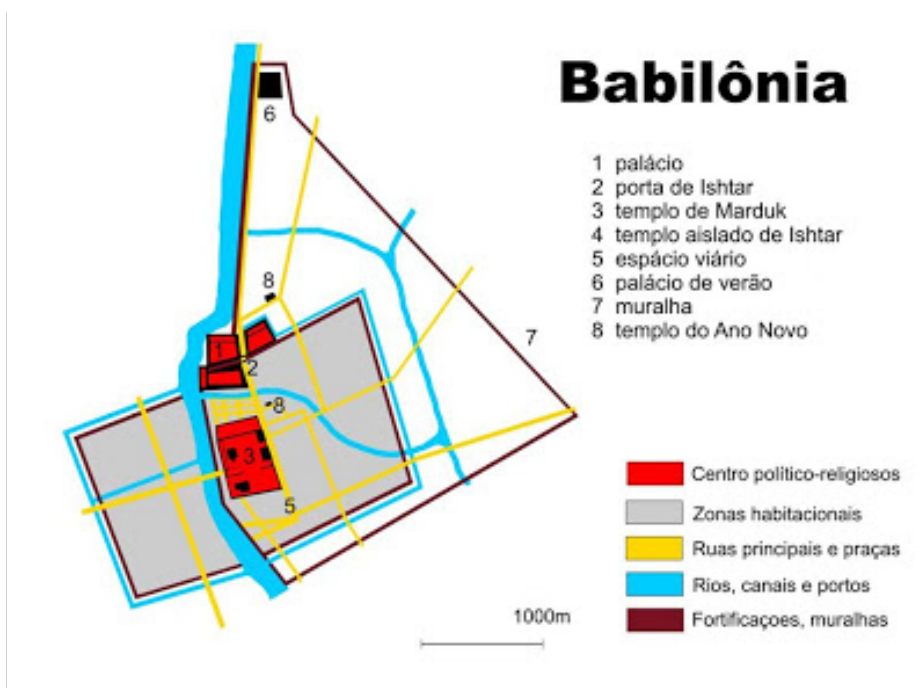 Babilônia
1 palácio
2 porta de Ishtar
3 templo de Marduk
4 templo aislado de Ishtar
5 espácio viário
6 palácio de verão
7 muralha
8 templo do Ano Novo
6
8
7
1
2
8
3
5
Centro político-religiosos
Zonas habitacionais
Ruas principais e praças
Rios, canais e portos
Fortificaçoes, muralhas
1000m